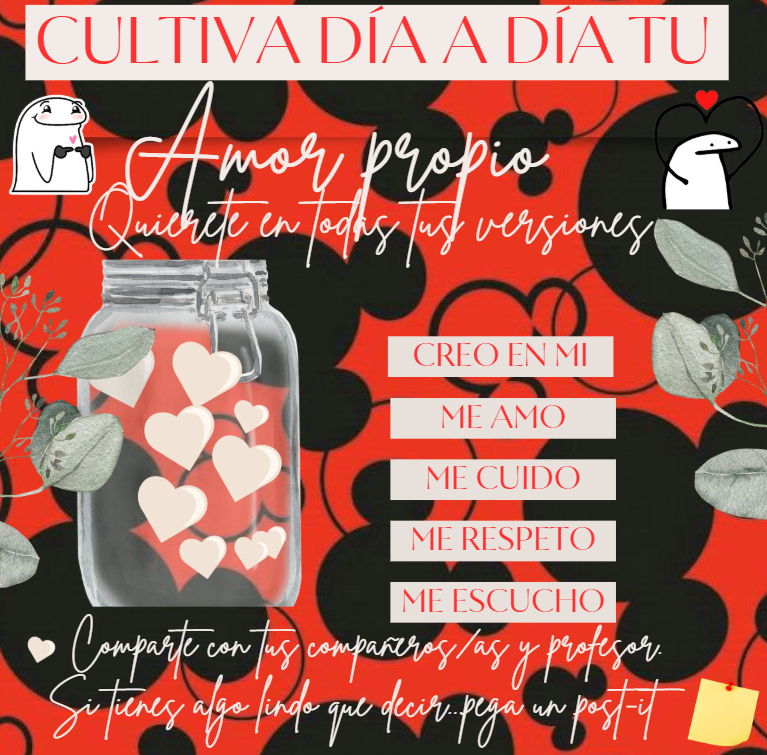 CULTIVA DÍA A DÍA TU
Amor propio
Quierete en todas tus versiones
CREO EN MI
ME AMO
ME CUIDO
ME RESPETO
ME ESCUCHO
Comparte con tus compañeros/as y profesor.
Si tienes algo lindo que decir...pega un post-it